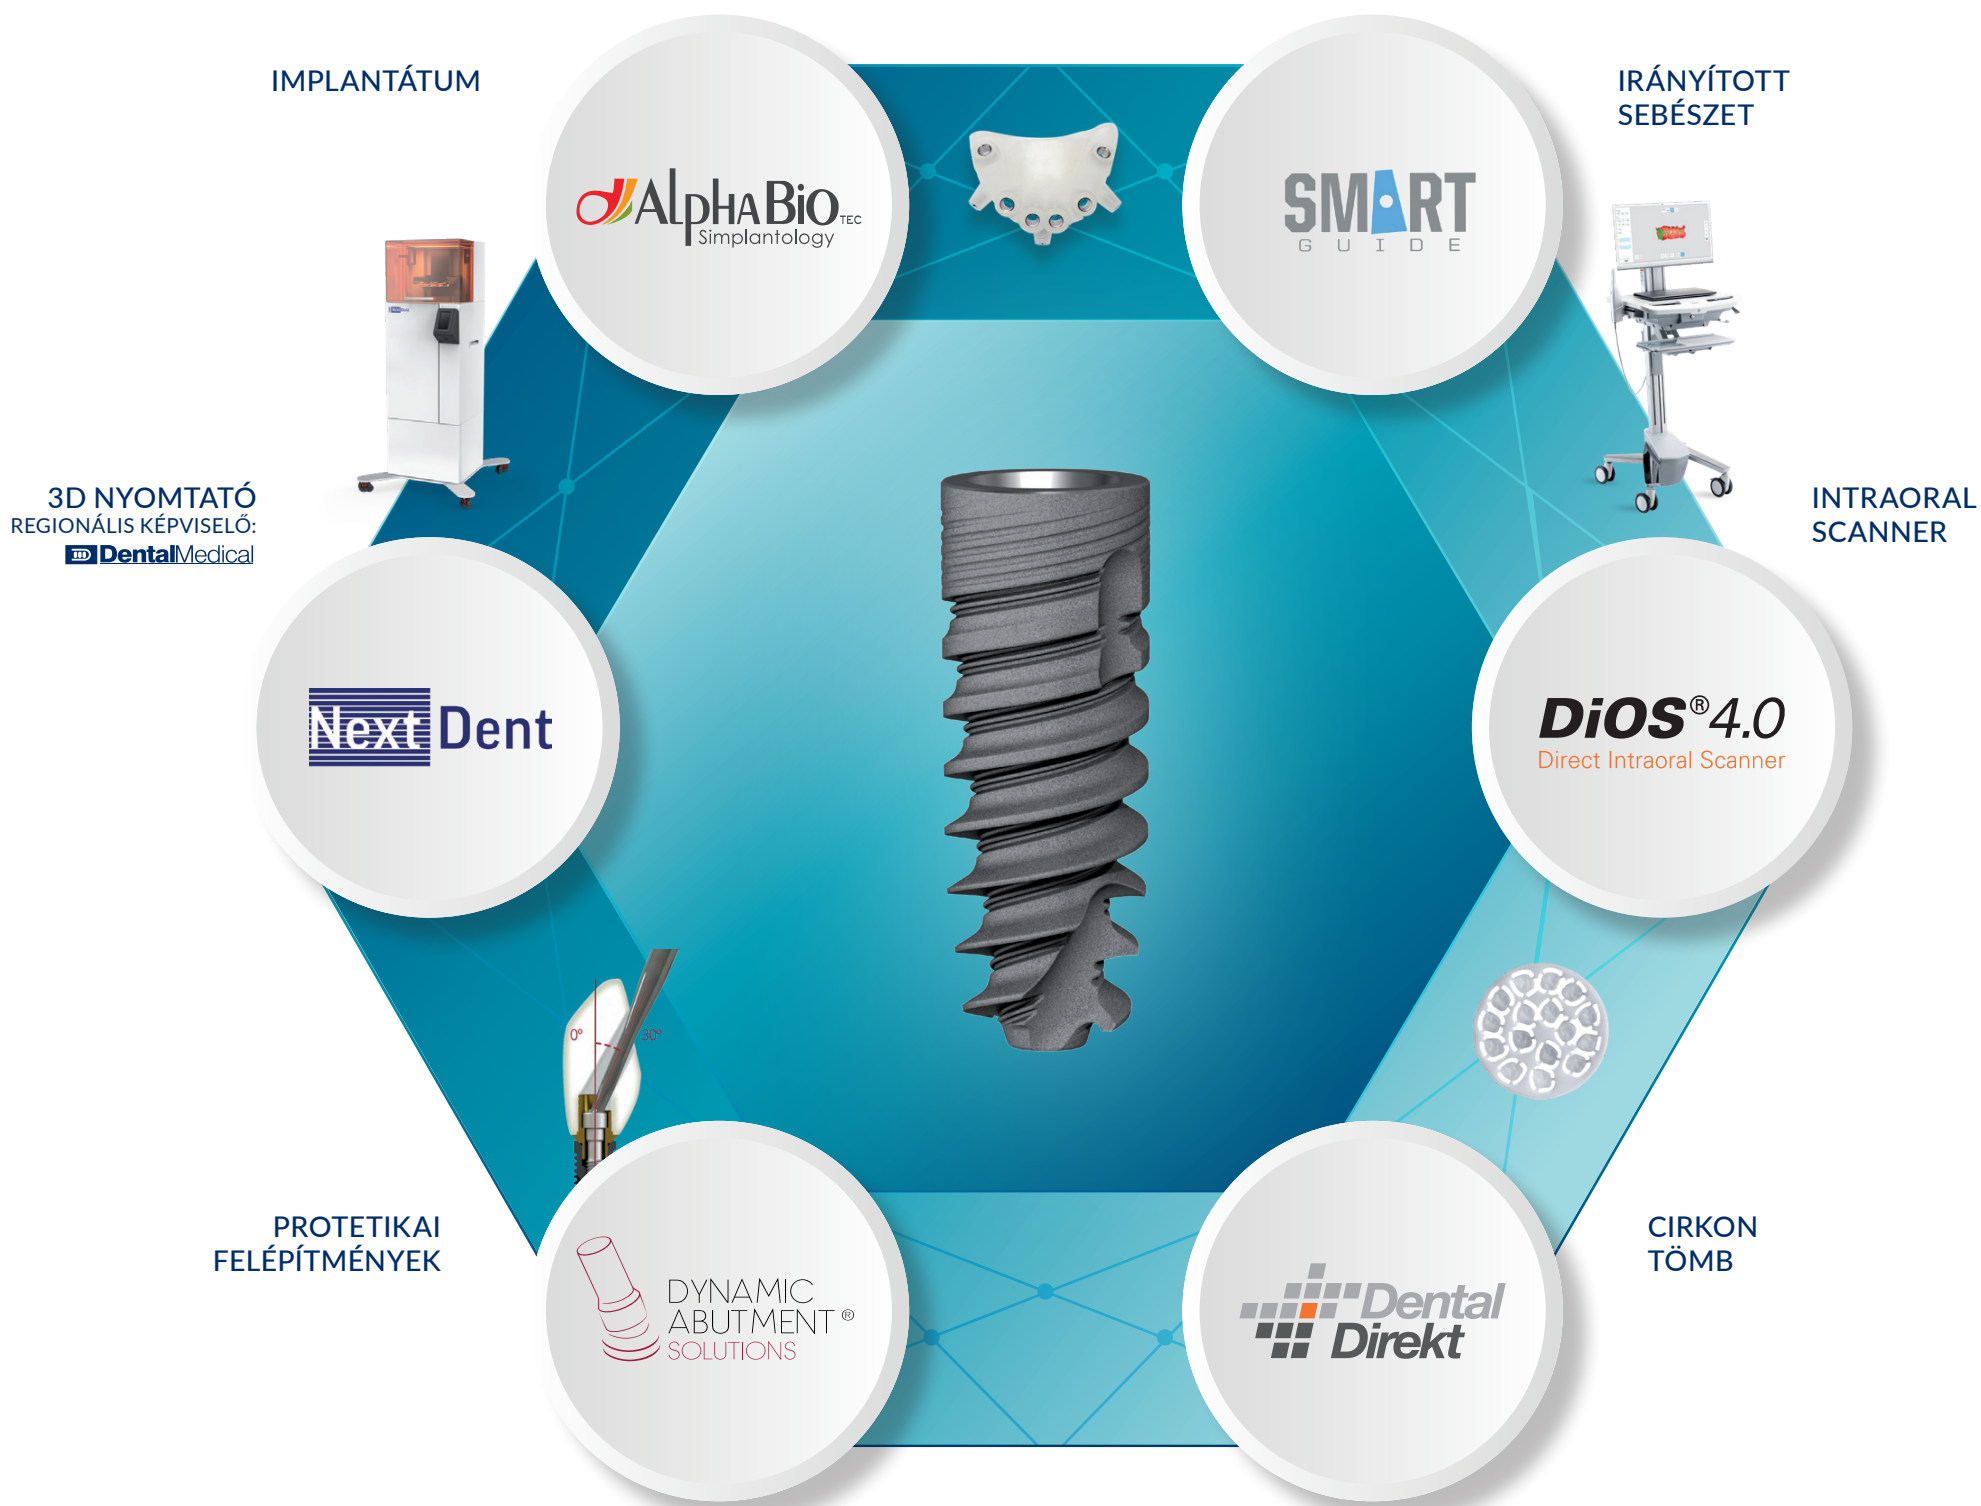 IMPLANTÁTUM
AlphaBio TEC
Simplantology
SMART
GUIDE
IRÁNYÍTOTT
SEBÉSZET
3D NYOMTATÓ
REGIONÁLIS KÉPVISELŐ:
DentalMedical
INTRAORAL
SCANNER
NextDent
DiOS® 4.0
Direct Intraoral Scanner
0° 30°
PROTETIKAI
FELÉPÍTMÉNYEK
DYNAMIC
ABUTMENT®
SOLUTIONS
Dental
Direkt
CIRKON
TÖMB